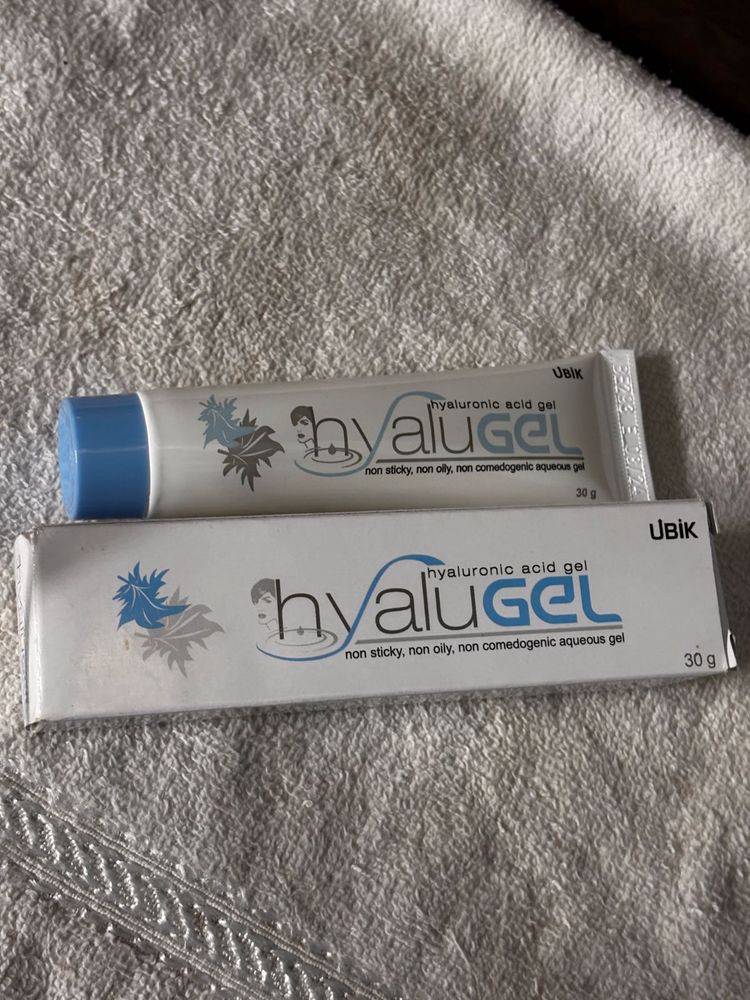 UBiK
hyaluronic acid gel
hyaluGEL
non sticky, non oily, non comedogenic aqueous gel
30 g
UBiK
hyaluronic acid gel
hyaluGEL
non sticky, non oily, non comedogenic aqueous gel
30 g